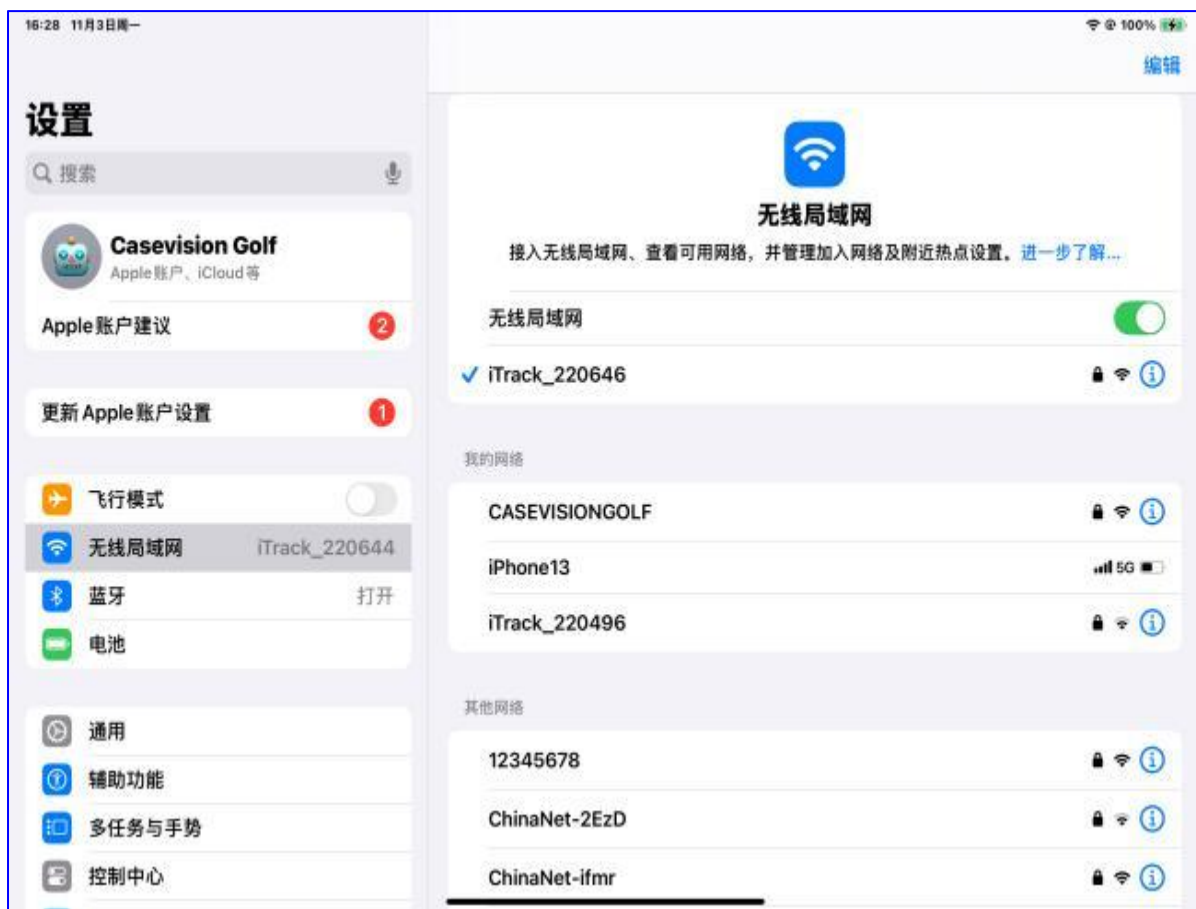 16:28 11月3日周一
100%
编辑
设置
搜索
Casevision Golf
Apple账户、iCloud等
Apple账户建议
2
更新Apple账户设置
1
飞行模式
无线局域网 iTrack_220644
蓝牙 打开
电池
通用
辅助功能
多任务与手势
控制中心
无线局域网
接入无线局域网、查看可用网络，并管理加入网络及附近热点设置。进一步了解...
无线局域网
iTrack_220646
我的网络
CASEVISIONGOLF
iPhone13 5G
iTrack_220496
其他网络
12345678
ChinaNet-2EzD
ChinaNet-ifmr